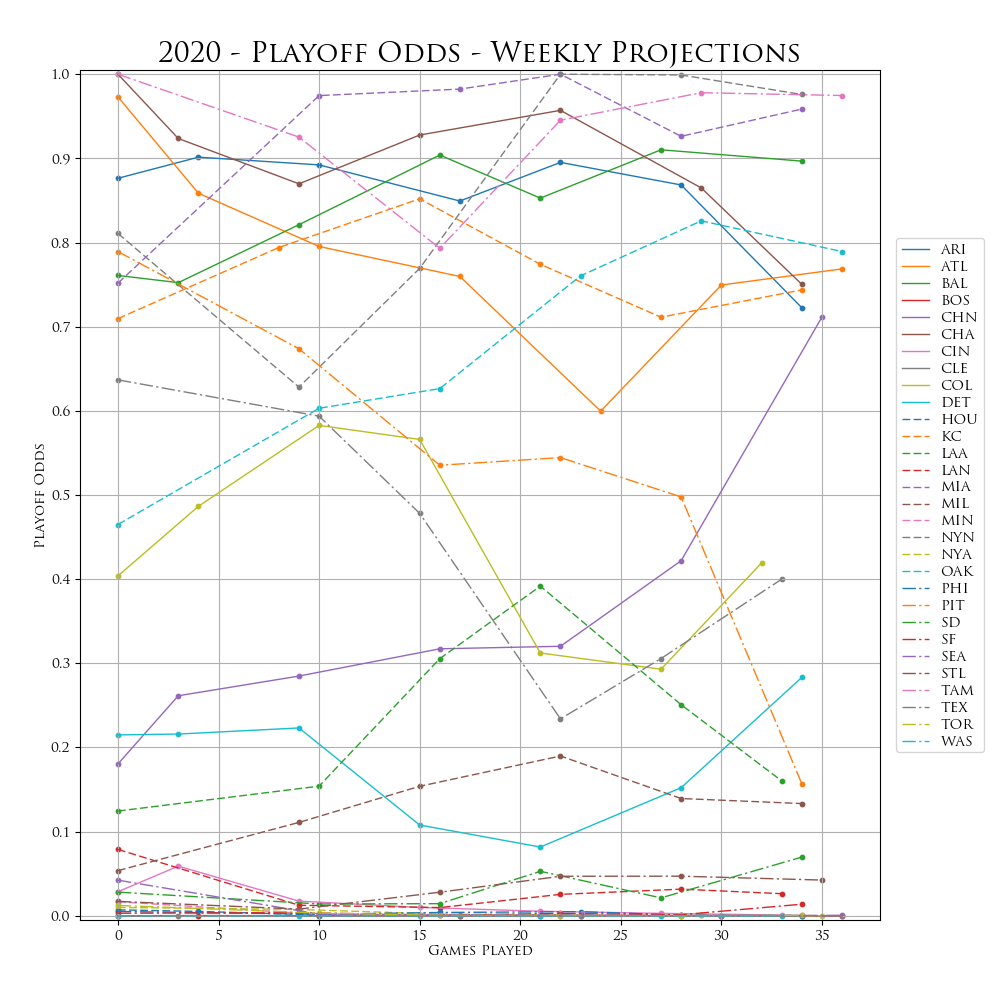 2020 - Playoff Odds - Weekly Projections
1.0
0.9
0.8
0.7
0.6
0.5
0.4
0.3
0.2
0.1
0.0
Playoff Odds
0 5 10 15 20 25 30 35
Games Played
ARI
ATL
BAL
BOS
CHN
CHA
CIN
CLE
COL
DET
HOU
KC
LAA
LAN
MIA
MIL
MIN
NYN
NYA
OAK
PHI
PIT
SD
SF
SEA
STL
TAM
TEX
TOR
WAS